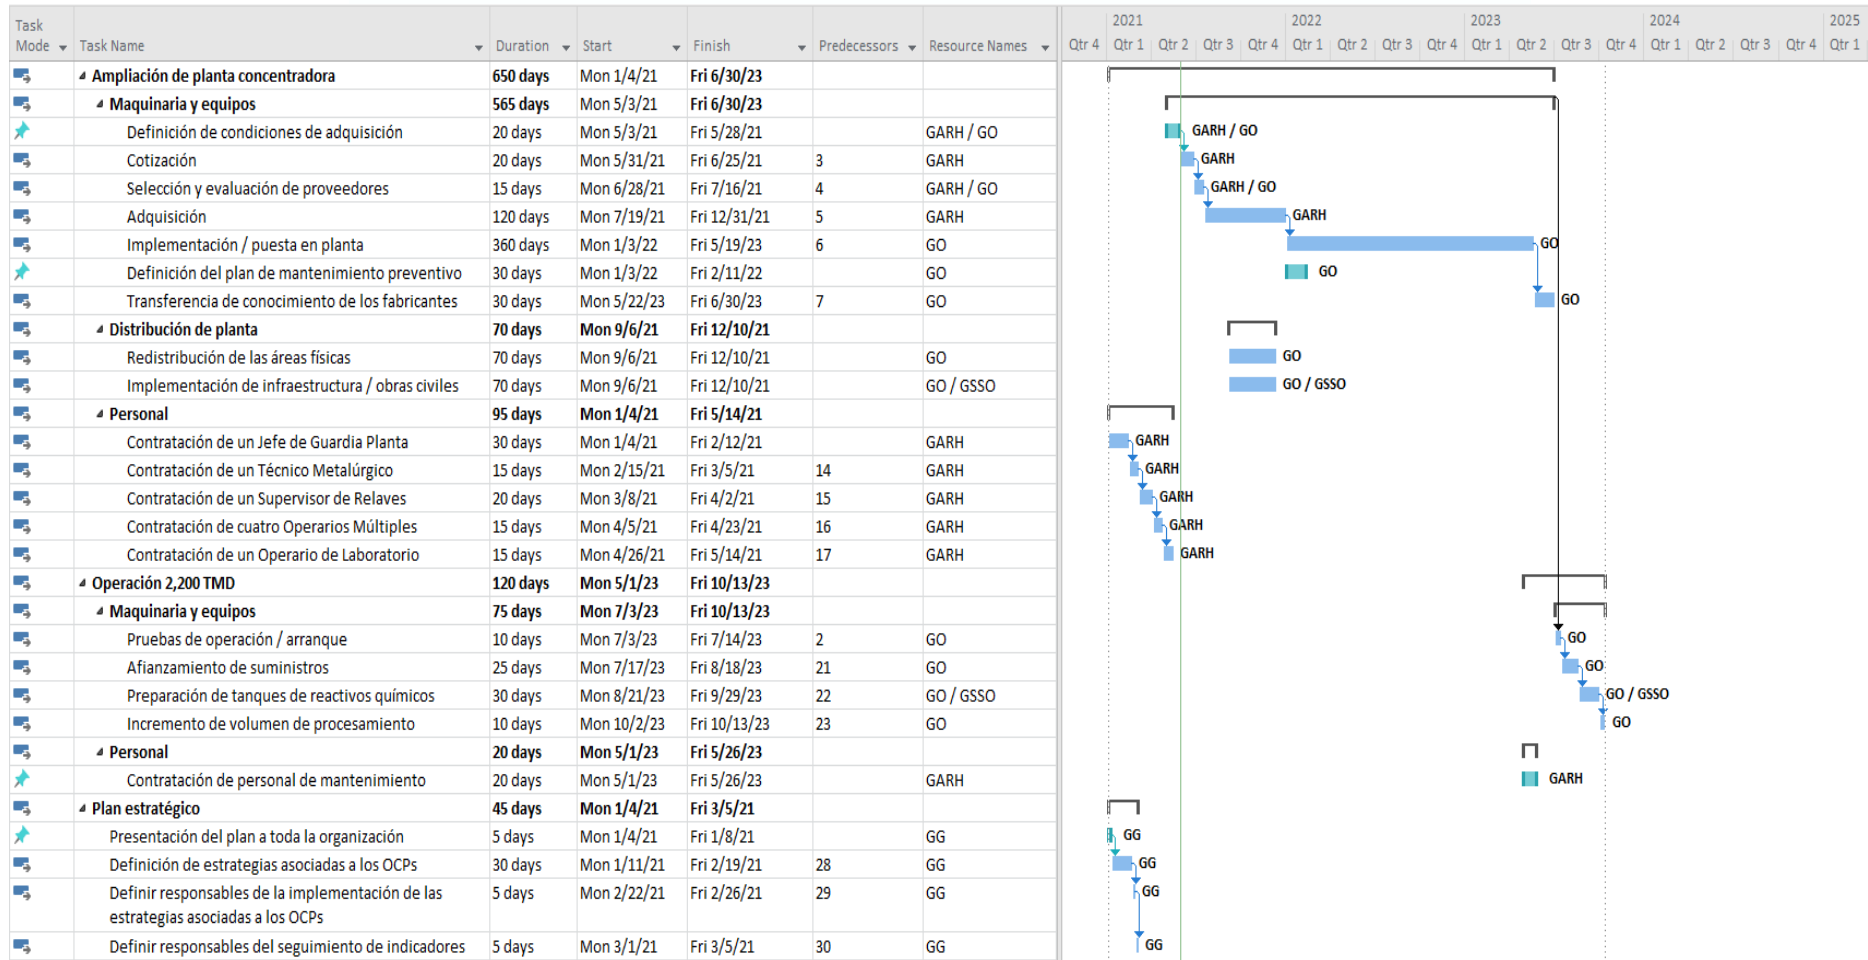 2021 2022 2023 2024 2025
Task Mode Task Name Duration Start Finish Predecessors Resource Names Qtr 4 Qtr 1 Qtr 2 Qtr 3 Qtr 4 Qtr 1 Qtr 2 Qtr 3 Qtr 4 Qtr 1 Qtr 2 Qtr 3 Qtr 4 Qtr 1 Qtr 2 Qtr 3 Qtr 4 Qtr 1
Ampliación de planta concentradora 650 days Mon 1/4/21 Fri 6/30/23
Maquinaria y equipos 565 days Mon 5/3/21 Fri 6/30/23
Definición de condiciones de adquisición 20 days Mon 5/3/21 Fri 5/28/21 GARH / GO GARH / GO
Cotización 20 days Mon 5/31/21 Fri 6/25/21 3 GARH GARH
Selección y evaluación de proveedores 15 days Mon 6/28/21 Fri 7/16/21 4 GARH / GO GARH / GO
Adquisición 120 days Mon 7/19/21 Fri 12/31/21 5 GARH GARH
Implementación / puesta en planta 360 days Mon 1/3/22 Fri 5/19/23 6 GO GO
Definición del plan de mantenimiento preventivo 30 days Mon 1/3/22 Fri 2/11/22 GO GO
Transferencia de conocimiento de los fabricantes 30 days Mon 5/22/23 Fri 6/30/23 7 GO GO
Distribución de planta 70 days Mon 9/6/21 Fri 12/10/21
Redistribución de las áreas físicas 70 days Mon 9/6/21 Fri 12/10/21 GO GO
Implementación de infraestructura / obras civiles 70 days Mon 9/6/21 Fri 12/10/21 GO / GSSO GO / GSSO
Personal 95 days Mon 1/4/21 Fri 5/14/21
Contratación de un Jefe de Guardia Planta 30 days Mon 1/4/21 Fri 2/12/21 GARH GARH
Contratación de un Técnico Metalúrgico 15 days Mon 2/15/21 Fri 3/5/21 14 GARH GARH
Contratación de un Supervisor de Relaves 20 days Mon 3/8/21 Fri 4/2/21 15 GARH GARH
Contratación de cuatro Operarios Múltiples 15 days Mon 4/5/21 Fri 4/23/21 16 GARH GARH
Contratación de un Operario de Laboratorio 15 days Mon 4/26/21 Fri 5/14/21 17 GARH GARH
Operación 2,200 TMD 120 days Mon 5/1/23 Fri 10/13/23
Maquinaria y equipos 75 days Mon 7/3/23 Fri 10/13/23
Pruebas de operación / arranque 10 days Mon 7/3/23 Fri 7/14/23 2 GO GO
Afianzamiento de suministros 25 days Mon 7/17/23 Fri 8/18/23 21 GO GO
Preparación de tanques de reactivos químicos 30 days Mon 8/21/23 Fri 9/29/23 22 GO / GSSO GO / GSSO
Incremento de volumen de procesamiento 10 days Mon 10/2/23 Fri 10/13/23 23 GO GO
Personal 20 days Mon 5/1/23 Fri 5/26/23
Contratación de personal de mantenimiento 20 days Mon 5/1/23 Fri 5/26/23 GARH GARH
Plan estratégico 45 days Mon 1/4/21 Fri 3/5/21
Presentación del plan a toda la organización 5 days Mon 1/4/21 Fri 1/8/21 GG GG
Definición de estrategias asociadas a los OCPs 30 days Mon 1/11/21 Fri 2/19/21 28 GG GG
Definir responsables de la implementación de las 5 days Mon 2/22/21 Fri 2/26/21 29 GG GG
estrategias asociadas a los OCPs
Definir responsables del seguimiento de indicadores 5 days Mon 3/1/21 Fri 3/5/21 30 GG GG